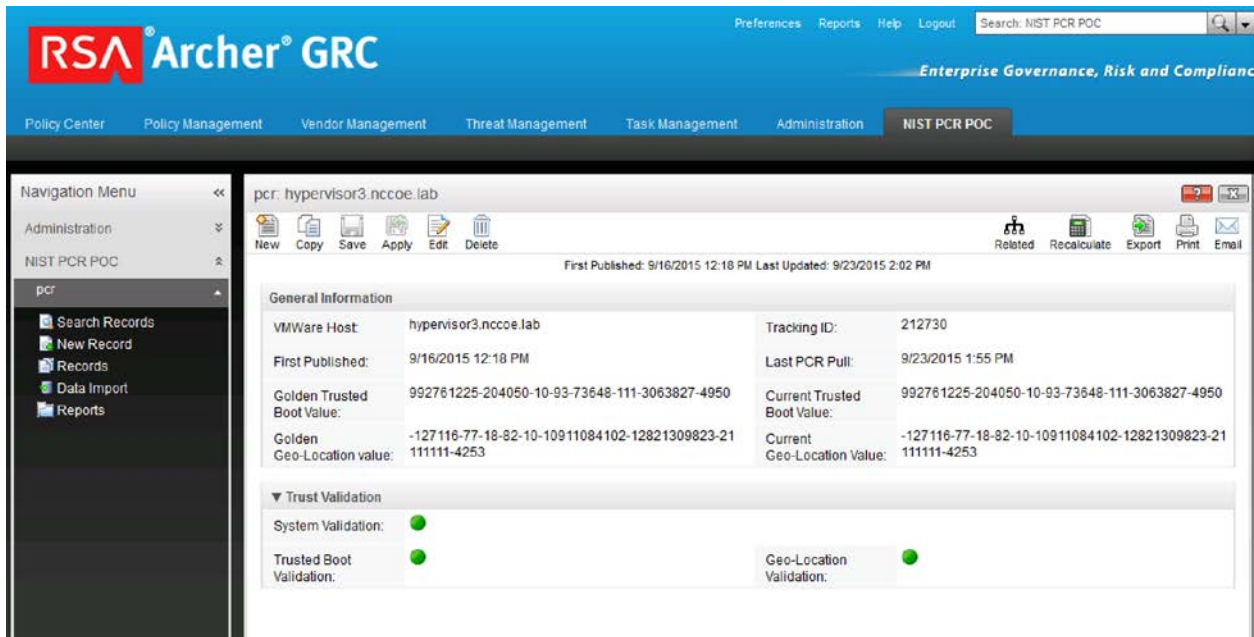 Preferences Reports Help Logout Search: NIST PCR POC
RSA Archer® GRC
Enterprise Governance, Risk and Complianc
Policy Center Policy Management Vendor Management Threat Management Task Management Administration NIST PCR POC
Navigation Menu
Administration
NIST PCR POC
pcr
Search Records
New Record
Records
Data Import
Reports
pcr: hypervisor3.nccoe.lab
New Copy Save Apply Edit Delete Related Recalculate Export Print Email
First Published: 9/16/2015 12:18 PM Last Updated: 9/23/2015 2:02 PM
General Information
VMWare Host: hypervisor3.nccoe.lab Tracking ID: 212730
First Published: 9/16/2015 12:18 PM Last PCR Pull: 9/23/2015 1:55 PM
Golden Trusted
Boot Value: 992761225-204050-10-93-73648-111-3063827-4950
Current Trusted
Boot Value: 992761225-204050-10-93-73648-111-3063827-4950
Golden
Geo-Location value: -127116-77-18-82-10-10911084102-12821309823-21
111111-4253
Current
Geo-Location Value: -127116-77-18-82-10-10911084102-12821309823-21
111111-4253
Trust Validation
System Validation:
Trusted Boot
Validation:
Geo-Location
Validation: